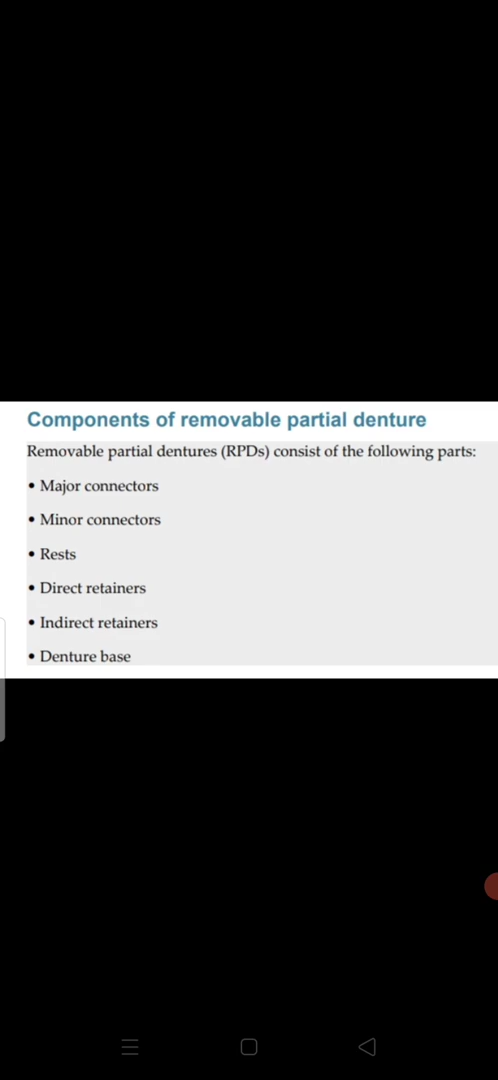 Components of removable partial denture
Removable partial dentures (RPDs) consist of the following parts:
• Major connectors
• Minor connectors
• Rests
• Direct retainers
• Indirect retainers
• Denture base